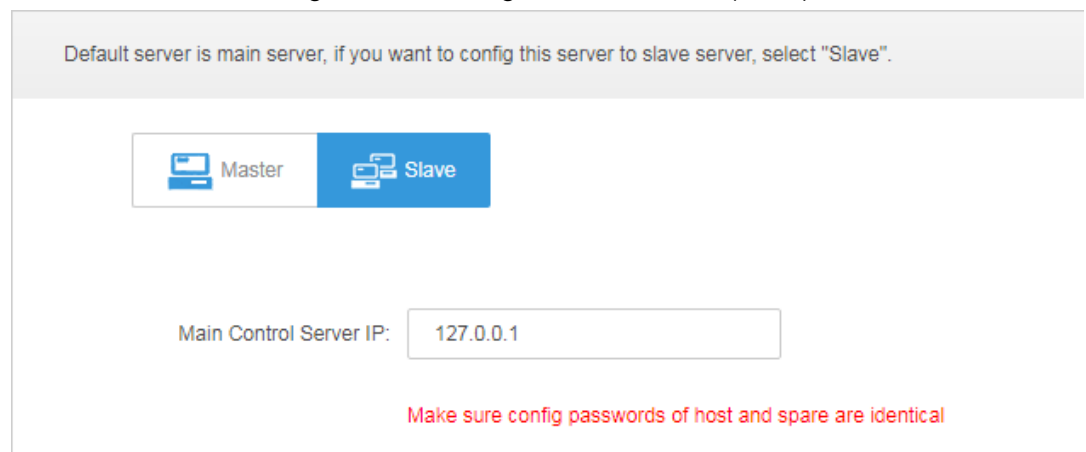 Default server is main server, if you want to config this server to slave server, select "Slave".
Master Slave
Main Control Server IP: 127.0.0.1
Make sure config passwords of host and spare are identical